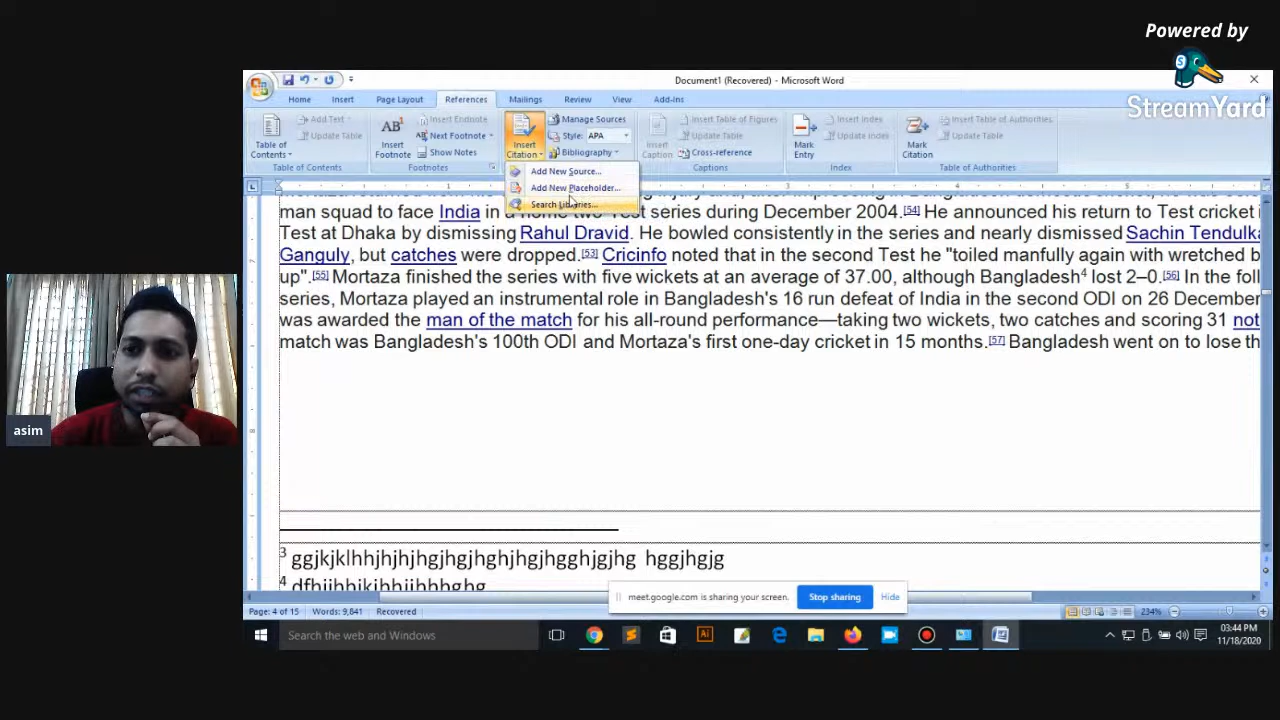 Powered by
StreamYard
Document1 (Recovered) - Microsoft Word
Home Insert Page Layout References Mailings Review View Add-Ins
Table of Contents
Add Text
Update Table
Table of Contents
AB1
Insert Footnote
Insert Endnote
Next Footnote
Show Notes
Footnotes
Insert Citation
Manage Sources
Style: APA
Bibliography
Add New Source...
Add New Placeholder...
Search Libraries...
Insert Caption
Insert Table of Figures
Update Table
Cross-reference
Captions
Mark Entry
Insert Index
Update Index
Index
Mark Citation
Insert Table of Authorities
Update Table
Table of Authorities
man squad to face India in a home two Test series during December 2004.[54] He announced his return to Test cricket i
Test at Dhaka by dismissing Rahul Dravid. He bowled consistently in the series and nearly dismissed Sachin Tendulka
Ganguly, but catches were dropped.[53] Cricinfo noted that in the second Test he "toiled manfully again with wretched b
up".[55] Mortaza finished the series with five wickets at an average of 37.00, although Bangladesh4 lost 2–0.[56] In the foll
series, Mortaza played an instrumental role in Bangladesh's 16 run defeat of India in the second ODI on 26 December
was awarded the man of the match for his all-round performance—taking two wickets, two catches and scoring 31 not
match was Bangladesh's 100th ODI and Mortaza's first one-day cricket in 15 months.[57] Bangladesh went on to lose th
asim
3 ggjkjklhhjhjhjhgjhgjhghjhgjhgghjgjhg hggjhgjg
4 dfhjjhhjkjhhjjhhhghg
meet.google.com is sharing your screen. Stop sharing Hide
Page: 4 of 15 Words: 9,841 Recovered 234%
Search the web and Windows
03:44 PM
11/18/2020